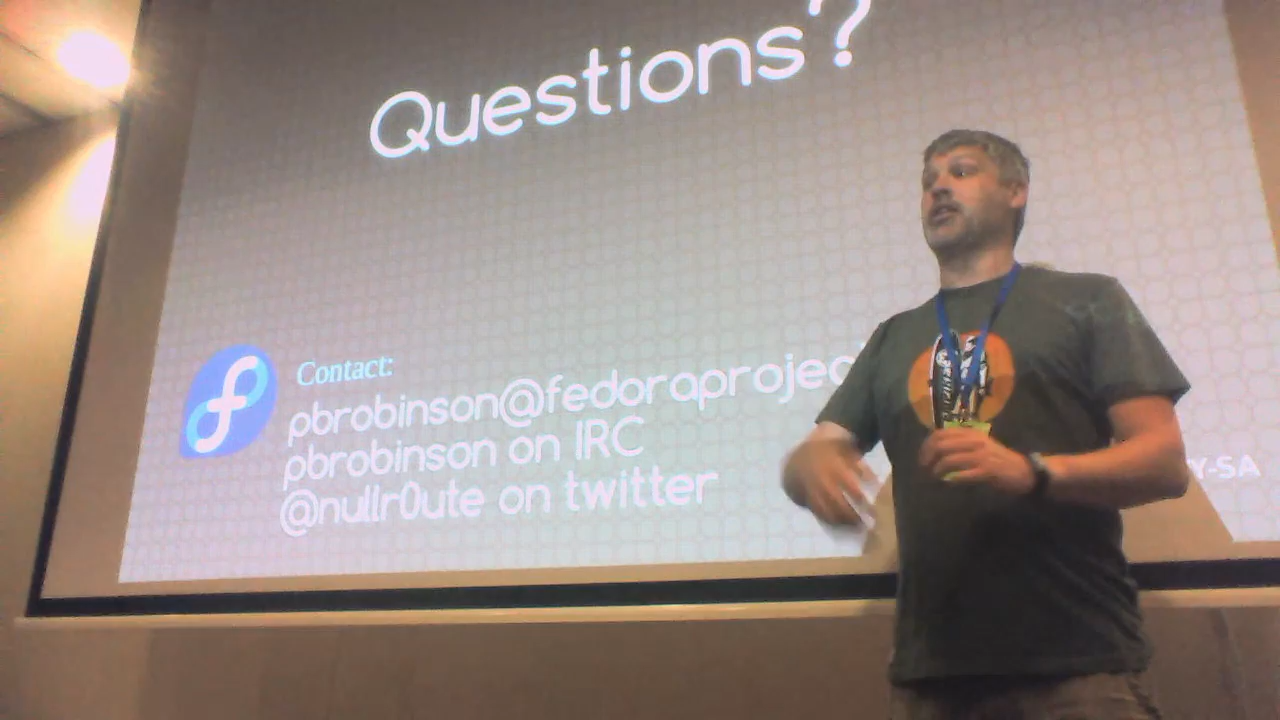 Questions?
Contact:
pbrobinson@fedoraprojec
pbrobinson on IRC
@nullr0ute on twitter
Y-SA